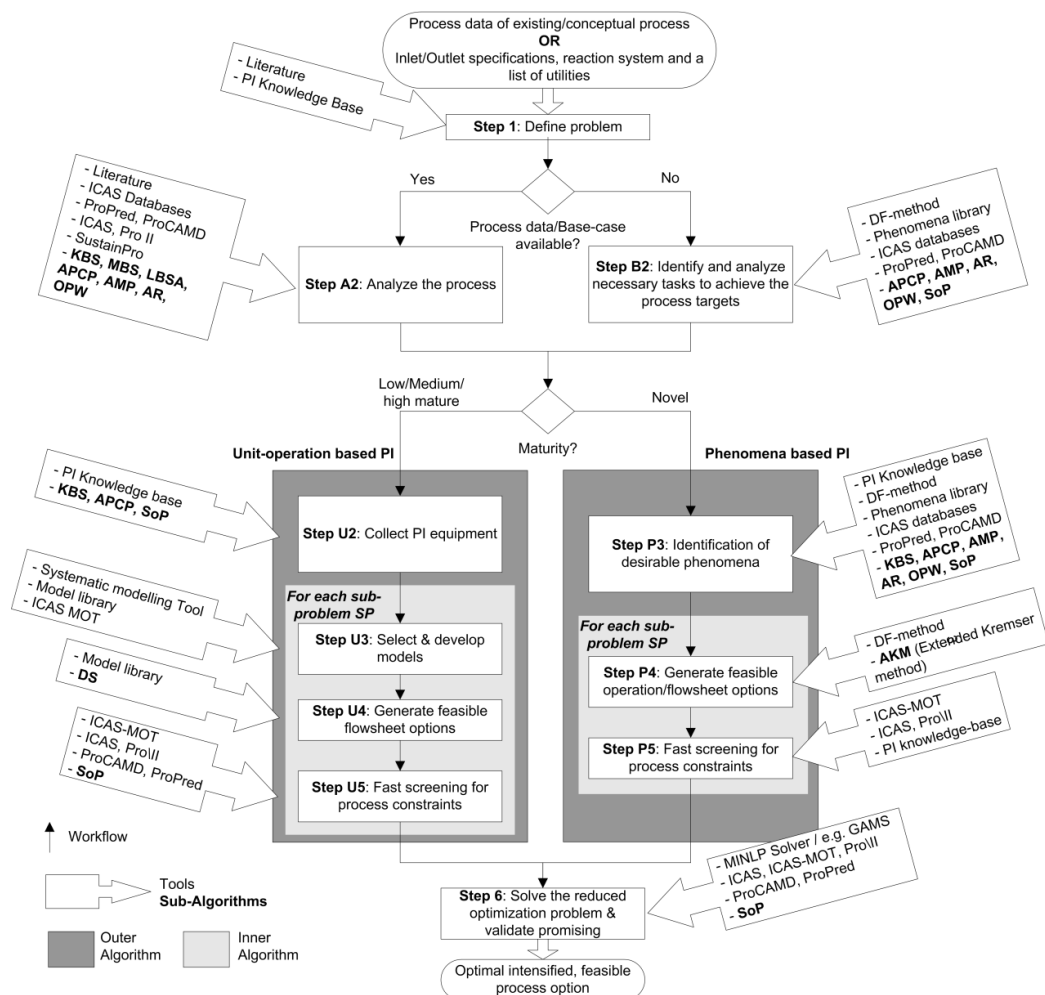 Process data of existing/conceptual process
OR
Inlet/Outlet specifications, reaction system and a
list of utilities
- Literature
- PI Knowledge Base
Step 1: Define problem
Yes
No
Process data/Base-case
available?
- Literature
- ICAS Databases
- ProPred, ProCAMD
- ICAS, Pro II
- SustainPro
- KBS, MBS, LBSA,
APCP, AMP, AR,
OPW
Step A2: Analyze the process
Step B2: Identify and analyze
necessary tasks to achieve the
process targets
- DF-method
- Phenomena library
- ICAS databases
- ProPred, ProCAMD
- APCP, AMP, AR,
OPW, SoP
Low/Medium/
high mature
Novel
Maturity?
Unit-operation based PI
Phenomena based PI
- PI Knowledge base
- KBS, APCP, SoP
Step U2: Collect PI equipment
Step P3: Identification of
desirable phenomena
- PI Knowledge base
- DF-method
- Phenomena library
- ICAS databases
- ProPred, ProCAMD
- KBS, APCP, AMP,
AR, OPW, SoP
- Systematic modelling Tool
- Model library
- ICAS MOT
For each sub-
problem SP
Step U3: Select & develop
models
For each sub-
problem SP
Step P4: Generate feasible
operation/flowsheet options
- DF-method
- AKM (Extended Kremser
method)
- Model library
- DS
Step U4: Generate feasible
flowsheet options
Step P5: Fast screening for
process constraints
- ICAS-MOT
- ICAS, Pro\II
- PI knowledge-base
- ICAS-MOT
- ICAS, Pro\II
- ProCAMD, ProPred
- SoP
Step U5: Fast screening for
process constraints
Workflow
Tools
Sub-Algorithms
Outer
Algorithm
Inner
Algorithm
Step 6: Solve the reduced
optimization problem &
validate promising
- MINLP Solver / e.g. GAMS
- ICAS, ICAS-MOT, Pro\II
- ProCAMD, ProPred
- SoP
Optimal intensified, feasible
process option